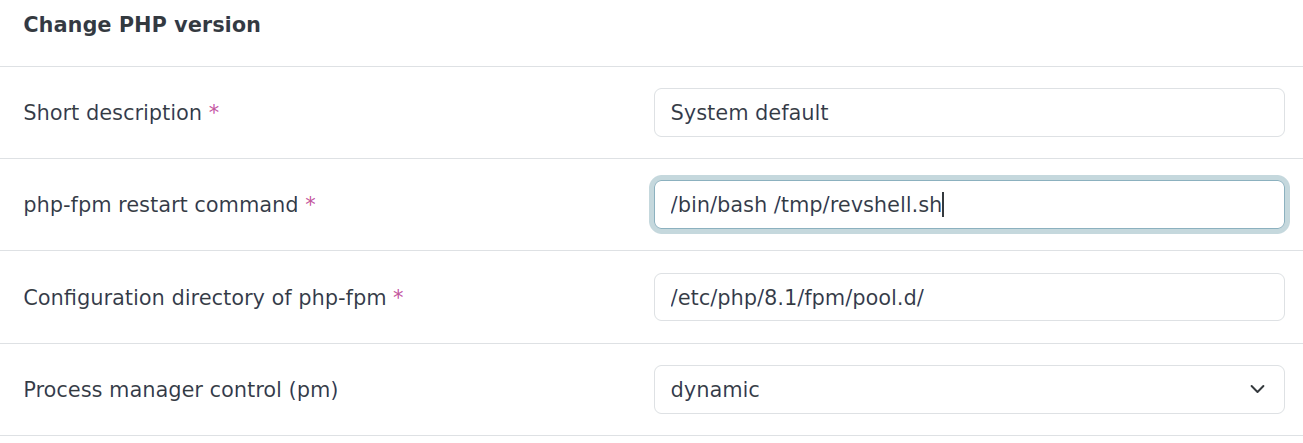 Change PHP version
Short description * System default
php-fpm restart command * /bin/bash /tmp/revshell.sh
Configuration directory of php-fpm * /etc/php/8.1/fpm/pool.d/
Process manager control (pm) dynamic